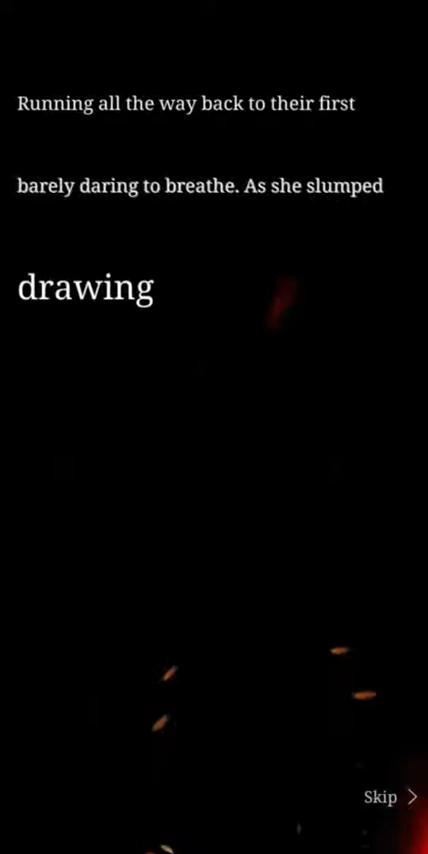 Running all the way back to their first
barely daring to breathe. As she slumped
drawing
Skip